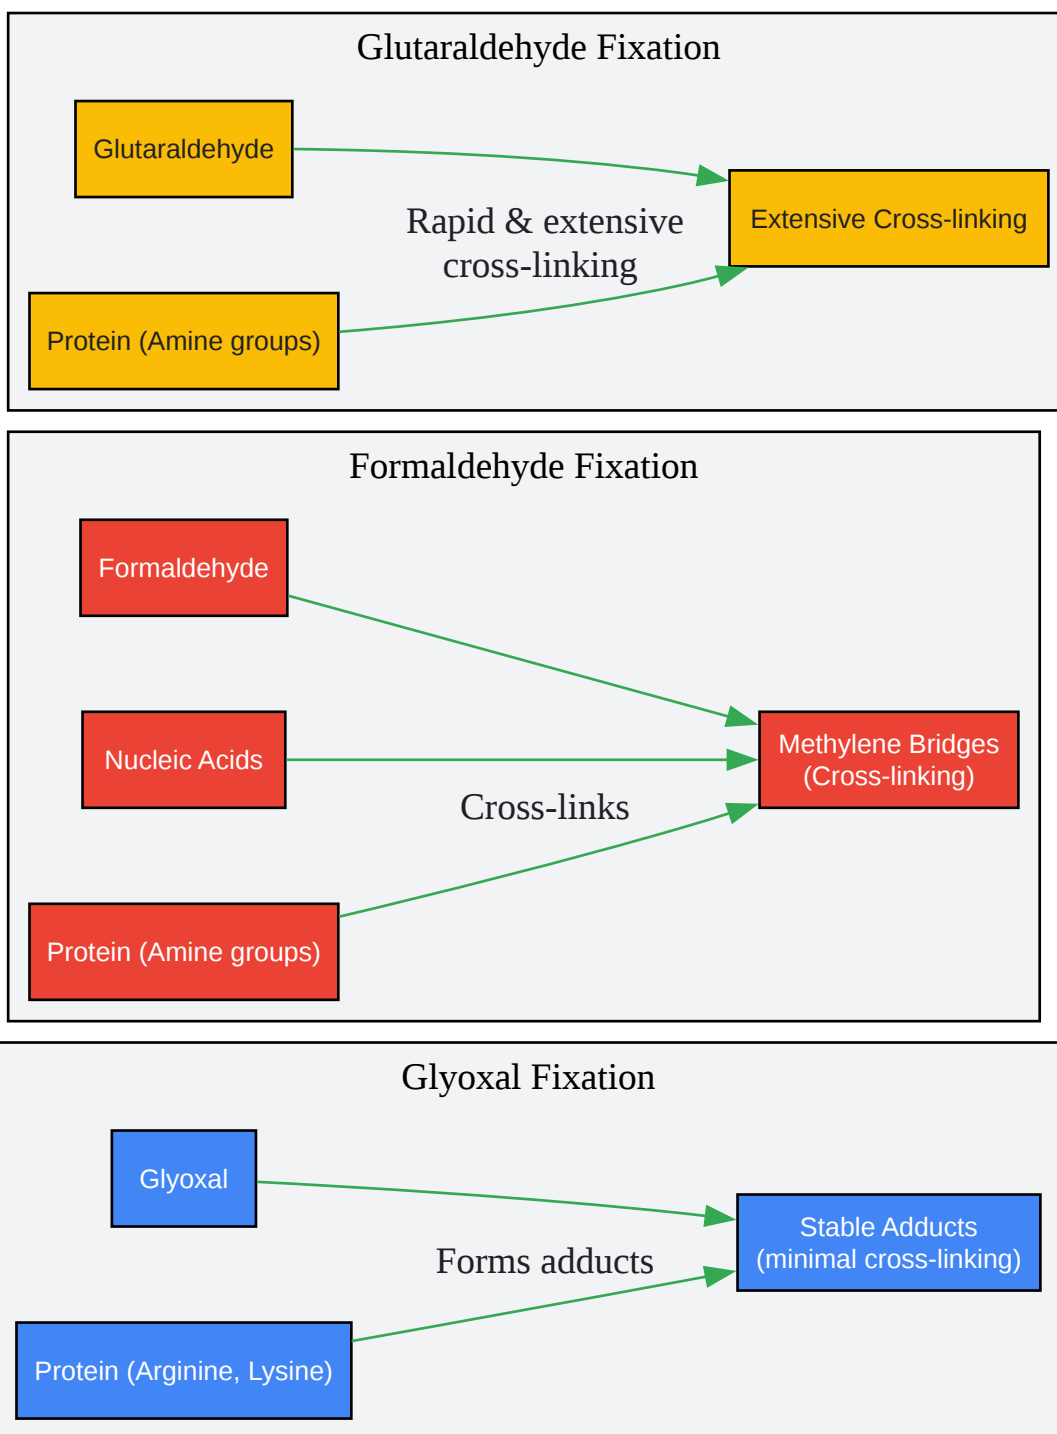 Glutaraldehyde Fixation
Glutaraldehyde
Rapid & extensive
cross-linking
Extensive Cross-linking
Protein (Amine groups)
Formaldehyde Fixation
Formaldehyde
Nucleic Acids
Methylene Bridges
(Cross-linking)
Cross-links
Protein (Amine groups)
Glyoxal Fixation
Glyoxal
Stable Adducts
(minimal cross-linking)
Forms adducts
Protein (Arginine, Lysine)